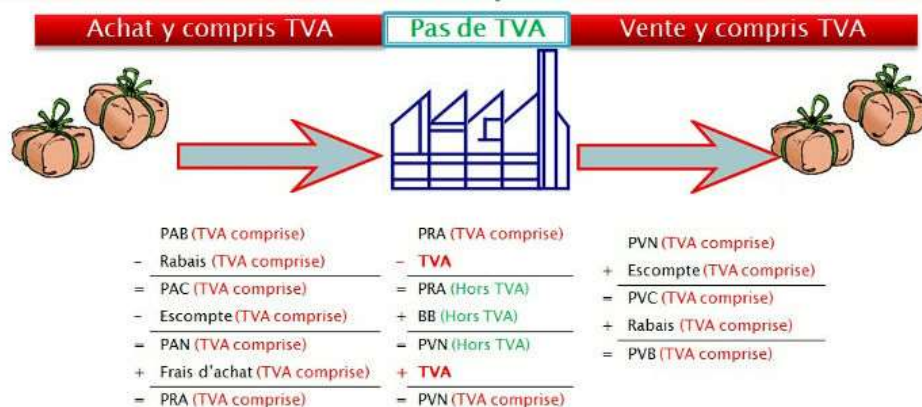 Achat y compris TVA
Pas de TVA
Vente y compris TVA
PAB (TVA comprise)
- Rabais (TVA comprise)
= PAC (TVA comprise)
- Escompte (TVA comprise)
= PAN (TVA comprise)
+ Frais d'achat (TVA comprise)
= PRA (TVA comprise)
PRA (TVA comprise)
- TVA
= PRA (Hors TVA)
+ BB (Hors TVA)
= PVN (Hors TVA)
+ TVA
= PVN (TVA comprise)
PVN (TVA comprise)
+ Escompte (TVA comprise)
= PVC (TVA comprise)
+ Rabais (TVA comprise)
= PVB (TVA comprise)